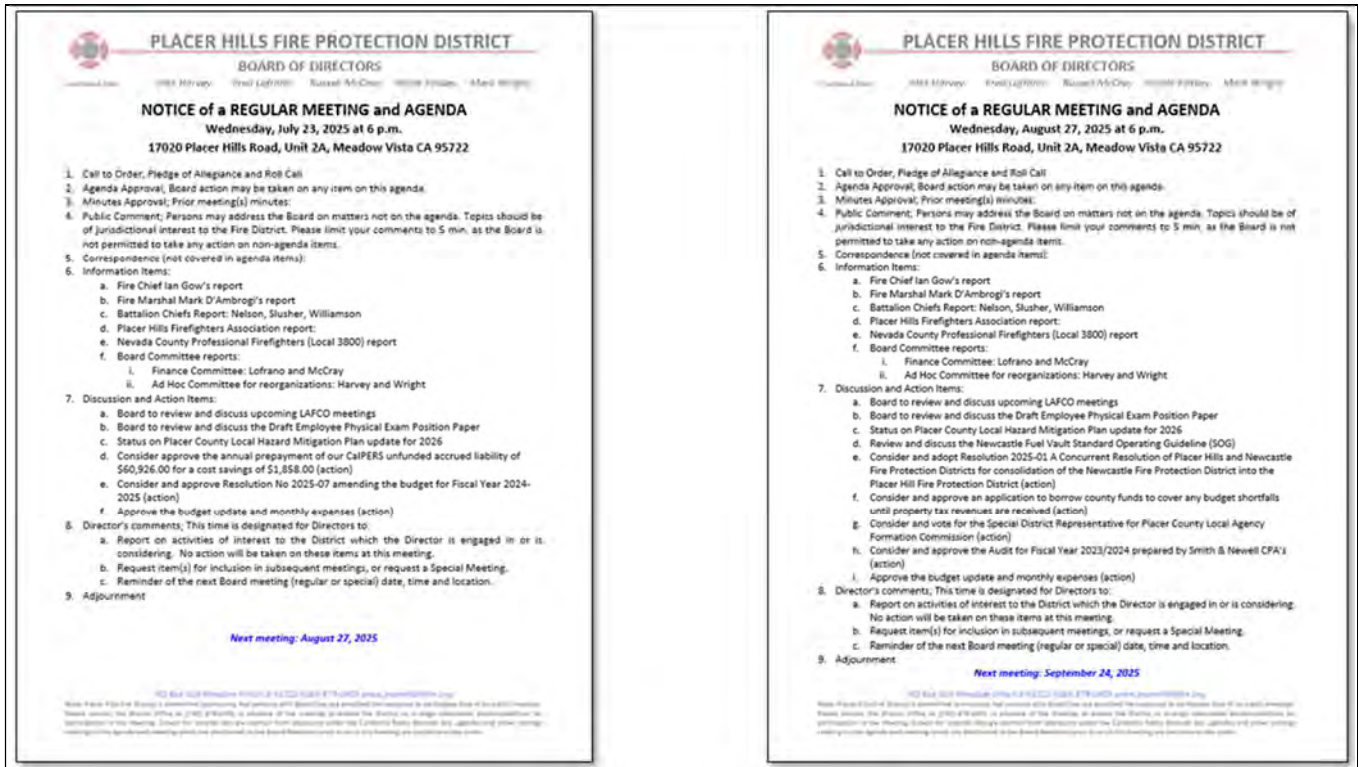 PLACER HILLS FIRE PROTECTION DISTRICT
BOARD OF DIRECTORS
NOTICE of a REGULAR MEETING and AGENDA
Wednesday, July 23, 2025 at 6 p.m.
17020 Placer Hills Road, Unit 2A, Meadow Vista CA 95722
1. Call to Order, Pledge of Allegiance and Roll Call
2. Agenda Approval, Board action may be taken on any item on this agenda.
3. Minutes Approval; Prior meeting(s) minutes:
4. Public Comment; Persons may address the Board on matters not on the agenda. Topics should be
of jurisdictional interest to the Fire District. Please limit your comments to 5 min. as the Board is
not permitted to take any action on non-agenda items.
5. Correspondence (not covered in agenda items):
6. Information Items:
a. Fire Chief Ian Gow's report
b. Fire Marshal Mark D'Ambrogi's report
c. Battalion Chiefs Report: Nelson, Slusher, Williamson
d. Placer Hills Firefighters Association report:
e. Nevada County Professional Firefighters (Local 3800) report
f. Board Committee reports:
i. Finance Committee: Lofrano and McCray
ii. Ad Hoc Committee for reorganizations: Harvey and Wright
7. Discussion and Action Items:
a. Board to review and discuss upcoming LAFCO meetings
b. Board to review and discuss the Draft Employee Physical Exam Position Paper
c. Status on Placer County Local Hazard Mitigation Plan update for 2026
d. Consider approve the annual prepayment of our CalPERS unfunded accrued liability of
$60,926.00 for a cost savings of $1,858.00 (action)
e. Consider and approve Resolution No 2025-07 amending the budget for Fiscal Year 2024-
2025 (action)
f. Approve the budget update and monthly expenses (action)
8. Director's comments; This time is designated for Directors to:
a. Report on activities of interest to the District which the Director is engaged in or is
considering. No action will be taken on these items at this meeting.
b. Request item(s) for inclusion in subsequent meetings, or request a Special Meeting.
c. Reminder of the next Board meeting (regular or special) date, time and location.
9. Adjournment
Next meeting: August 27, 2025
PLACER HILLS FIRE PROTECTION DISTRICT
BOARD OF DIRECTORS
NOTICE of a REGULAR MEETING and AGENDA
Wednesday, August 27, 2025 at 6 p.m.
17020 Placer Hills Road, Unit 2A, Meadow Vista CA 95722
1. Call to Order, Pledge of Allegiance and Roll Call
2. Agenda Approval; Board action may be taken on any item on this agenda.
3. Minutes Approval; Prior meeting(s) minutes:
4. Public Comment; Persons may address the Board on matters not on the agenda. Topics should be of
jurisdictional interest to the Fire District. Please limit your comments to 5 min. as the Board is not
permitted to take any action on non-agenda items.
5. Correspondence (not covered in agenda items):
6. Information Items:
a. Fire Chief Ian Gow's report
b. Fire Marshal Mark D'Ambrogi's report
c. Battalion Chiefs Report: Nelson, Slusher, Williamson
d. Placer Hills Firefighters Association report:
e. Nevada County Professional Firefighters (Local 3800) report
f. Board Committee reports:
i. Finance Committee: Lofrano and McCray
ii. Ad Hoc Committee for reorganizations: Harvey and Wright
7. Discussion and Action Items:
a. Board to review and discuss upcoming LAFCO meetings
b. Board to review and discuss the Draft Employee Physical Exam Position Paper
c. Status on Placer County Local Hazard Mitigation Plan update for 2026
d. Review and discuss the Newcastle Fuel Vault Standard Operating Guideline (SOG)
e. Consider and adopt Resolution 2025-01 A Concurrent Resolution of Placer Hills and Newcastle
Fire Protection Districts for consolidation of the Newcastle Fire Protection District into the
Placer Hill Fire Protection District (action)
f. Consider and approve an application to borrow county funds to cover any budget shortfalls
until property tax revenues are received (action)
g. Consider and vote for the Special District Representative for Placer County Local Agency
Formation Commission (action)
h. Consider and approve the Audit for Fiscal Year 2023/2024 prepared by Smith & Newell CPA's
(action)
i. Approve the budget update and monthly expenses (action)
8. Director's comments; This time is designated for Directors to:
a. Report on activities of interest to the District which the Director is engaged in or is considering.
No action will be taken on these items at this meeting.
b. Request item(s) for inclusion in subsequent meetings, or request a Special Meeting.
c. Reminder of the next Board meeting (regular or special) date, time and location.
9. Adjournment
Next meeting: September 24, 2025